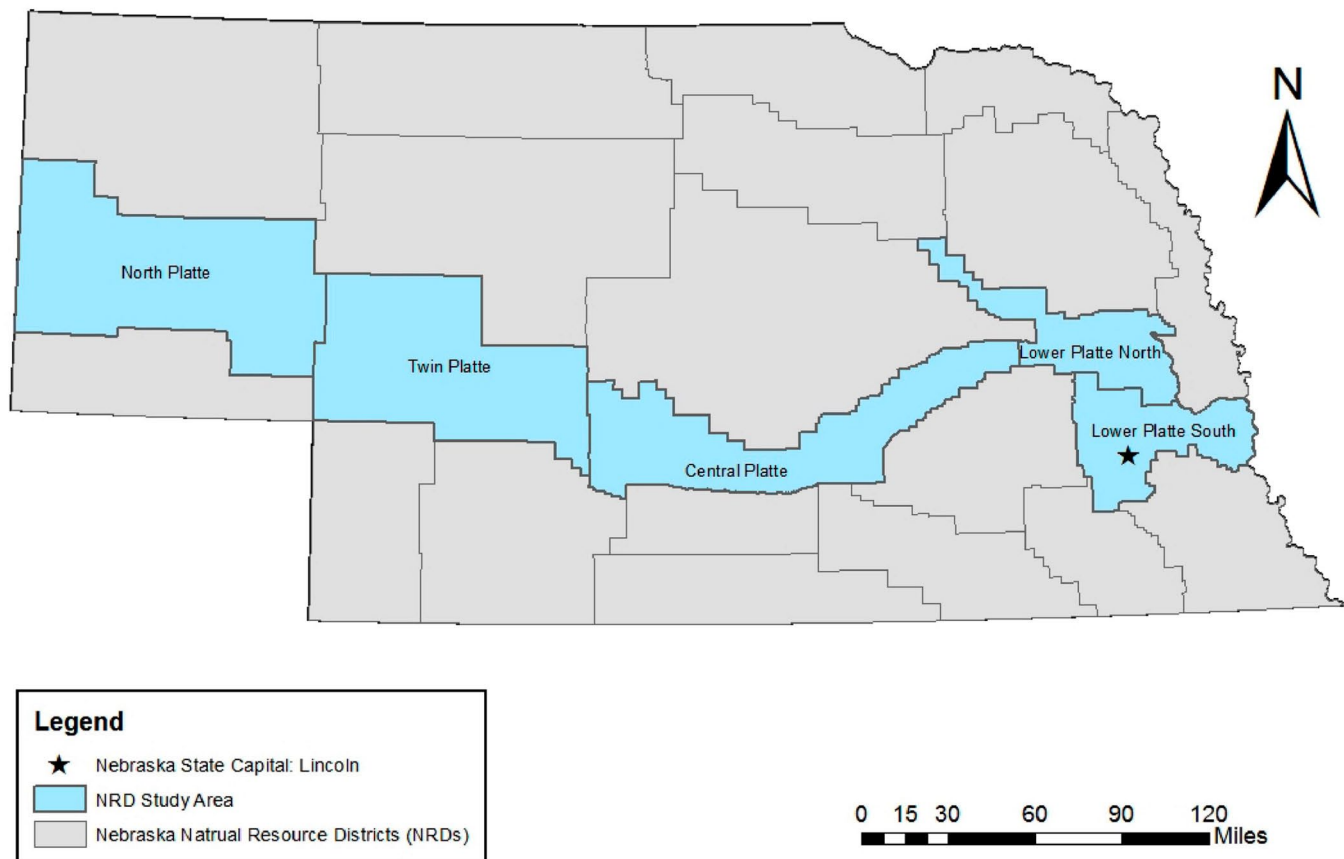 N
North Platte
Twin Platte
Lower Platte North
Lower Platte South
Central Platte
Legend
Nebraska State Capital: Lincoln
NRD Study Area
Nebraska Natrual Resource Districts (NRDs)
0 15 30 60 90 120
Miles